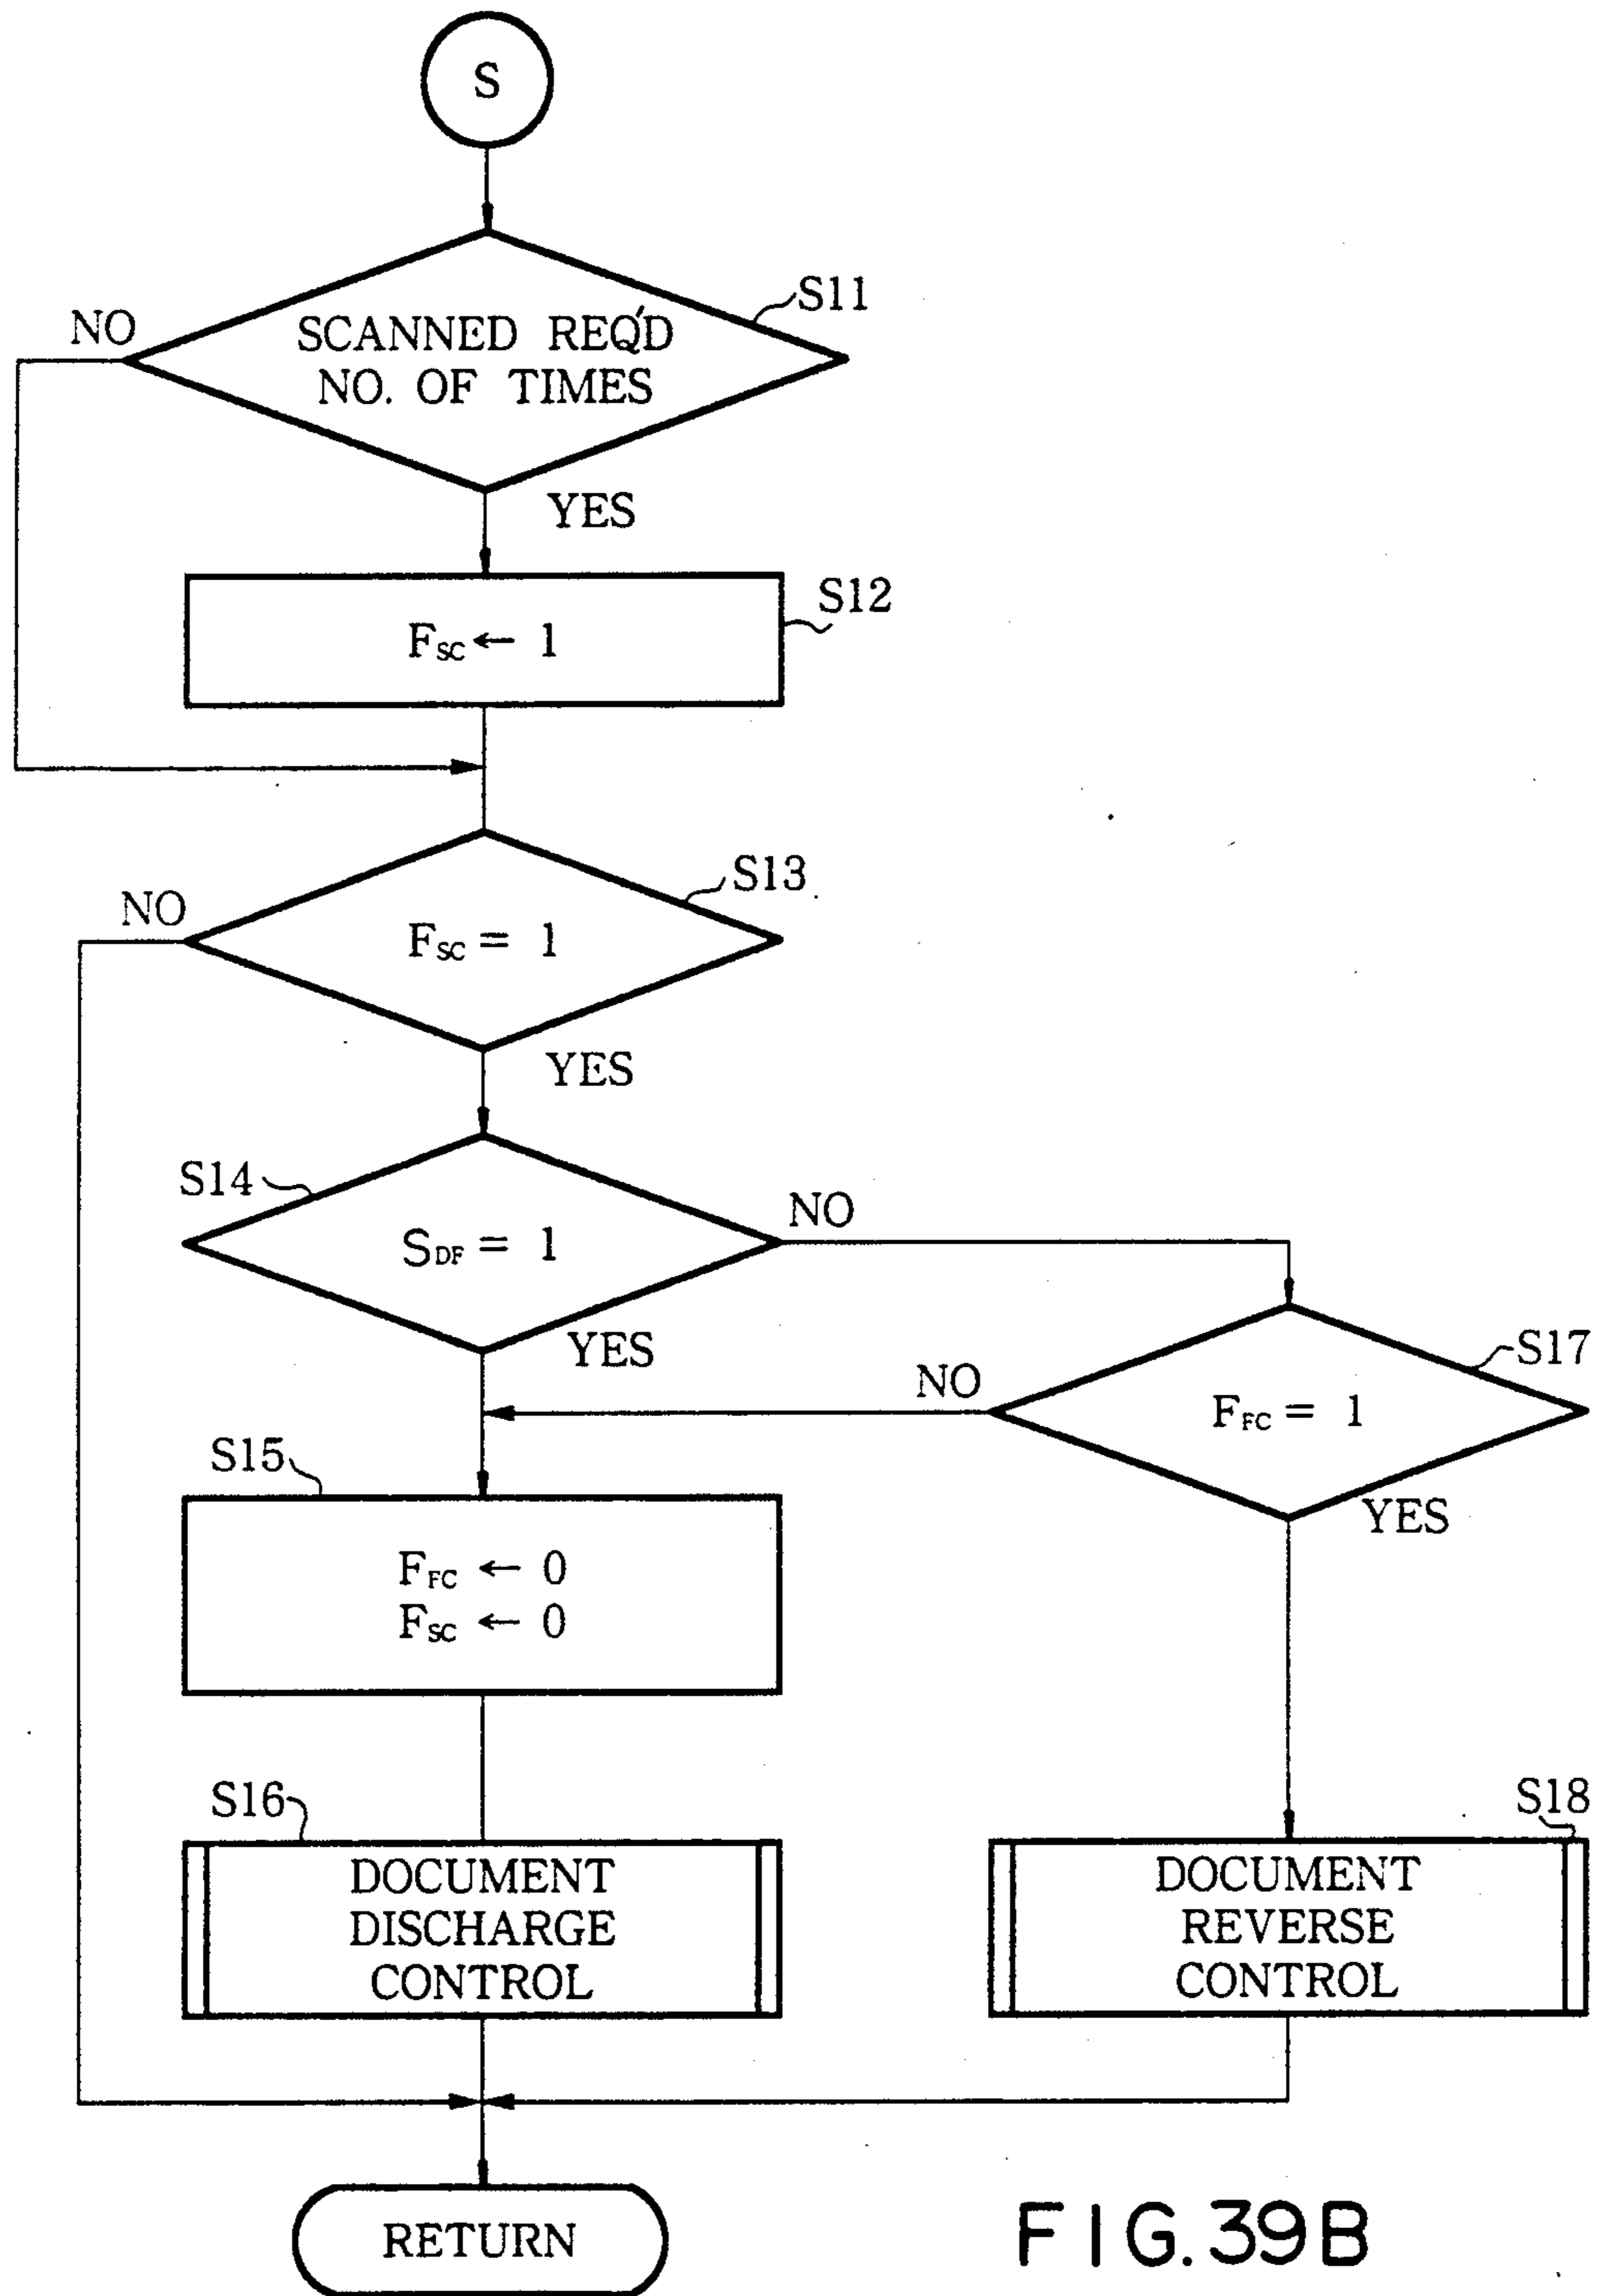 S
S11
NO
SCANNED REQ'D
NO. OF TIMES
YES
S12
FSC ← 1
S13
NO
FSC = 1
YES
S14
NO
SDF = 1
YES
S17
NO
FFC = 1
YES
S15
FFC ← 0
FSC ← 0
S16
DOCUMENT
DISCHARGE
CONTROL
S18
DOCUMENT
REVERSE
CONTROL
RETURN
FIG. 39B